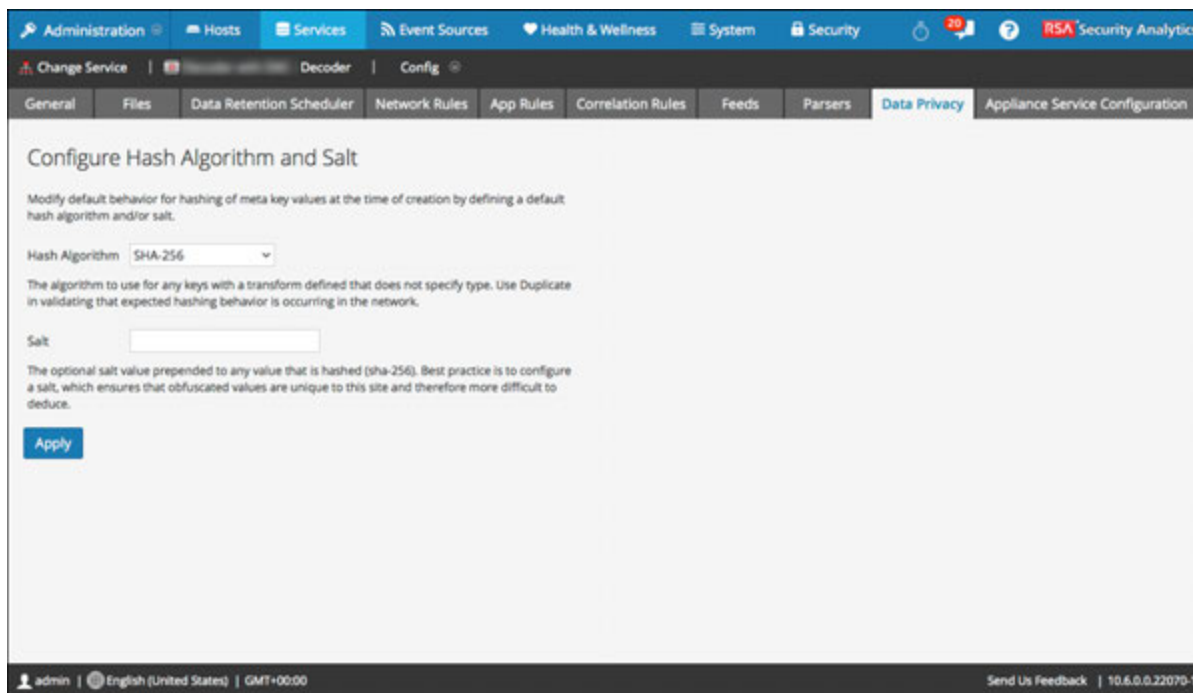 Administration Hosts Services Event Sources Health & Wellness System Security 20 ? RSA Security Analytics
Change Service | Decoder | Config
General Files Data Retention Scheduler Network Rules App Rules Correlation Rules Feeds Parsers Data Privacy Appliance Service Configuration
Configure Hash Algorithm and Salt
Modify default behavior for hashing of meta key values at the time of creation by defining a default
hash algorithm and/or salt.
Hash Algorithm SHA-256
The algorithm to use for any keys with a transform defined that does not specify type. Use Duplicate
in validating that expected hashing behavior is occurring in the network.
Salt
The optional salt value prepended to any value that is hashed (sha-256). Best practice is to configure
a salt, which ensures that obfuscated values are unique to this site and therefore more difficult to
deduce.
Apply
admin | English (United States) | GMT+00:00 Send Us Feedback | 10.6.0.0.22070-